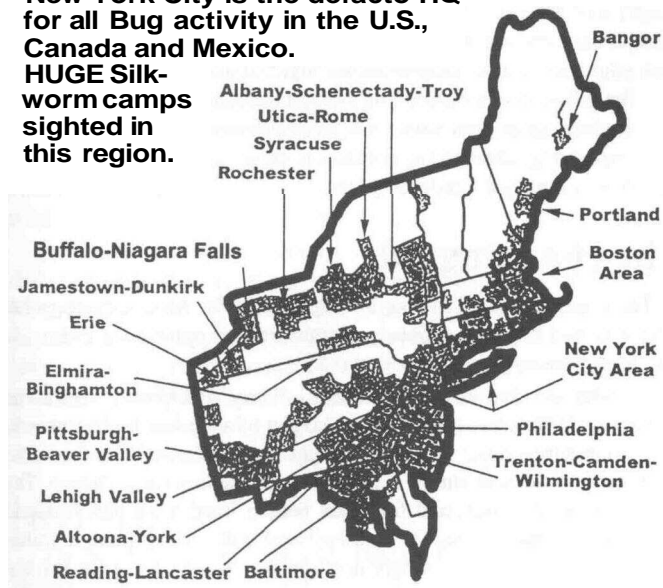 New York City is the defacto HQ
for all Bug activity in the U.S.,
Canada and Mexico.
HUGE Silk-
worm camps
sighted in
this region.
Bangor
Albany-Schenectady-Troy
Utica-Rome
Syracuse
Rochester
Portland
Buffalo-Niagara Falls
Boston
Area
Jamestown-Dunkirk
Erie
New York
City Area
Elmira-
Binghamton
Philadelphia
Pittsburgh-
Beaver Valley
Trenton-Camden-
Wilmington
Lehigh Valley
Altoona-York
Reading-Lancaster
Baltimore